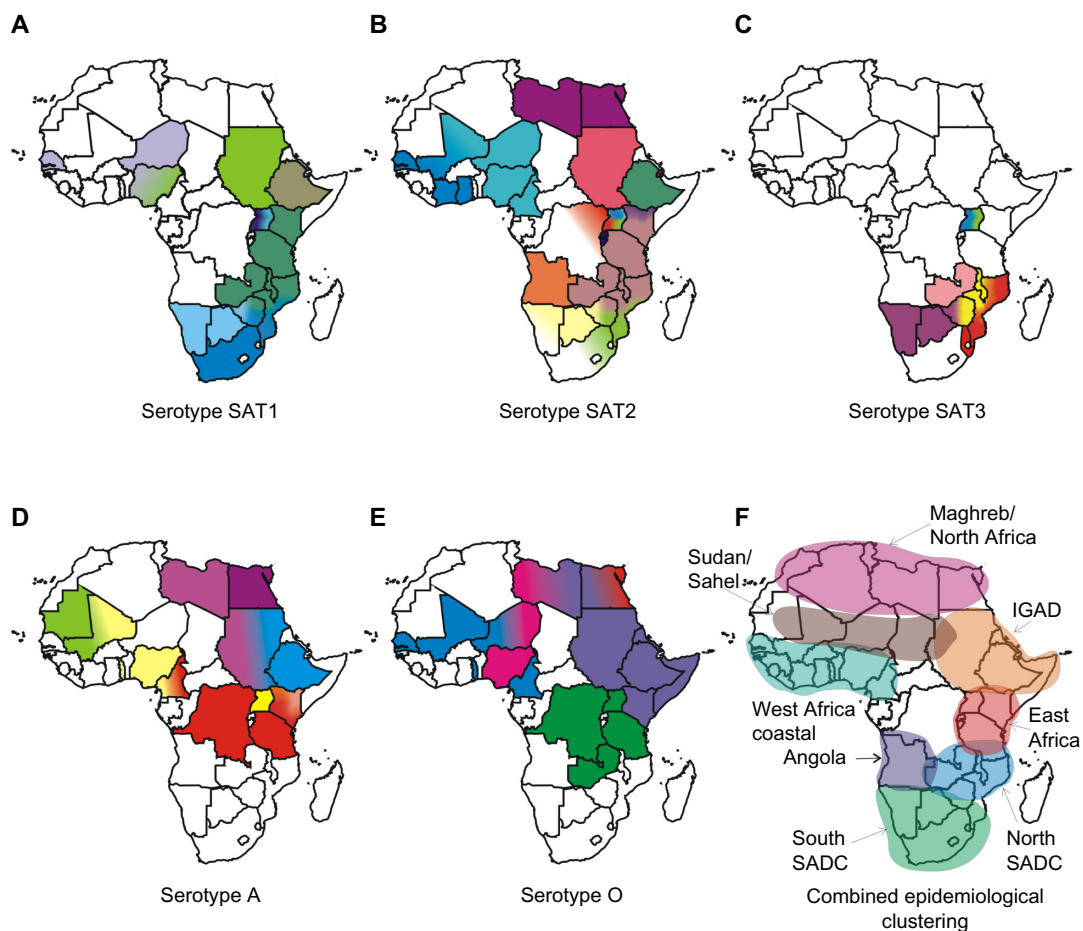 A
B
C
Serotype SAT1
Serotype SAT2
Serotype SAT3
D
E
F
Maghreb/
North Africa
Sudan/
Sahel
IGAD
West Africa
coastal
Angola
East
Africa
South
SADC
North
SADC
Serotype A
Serotype O
Combined epidemiological
clustering